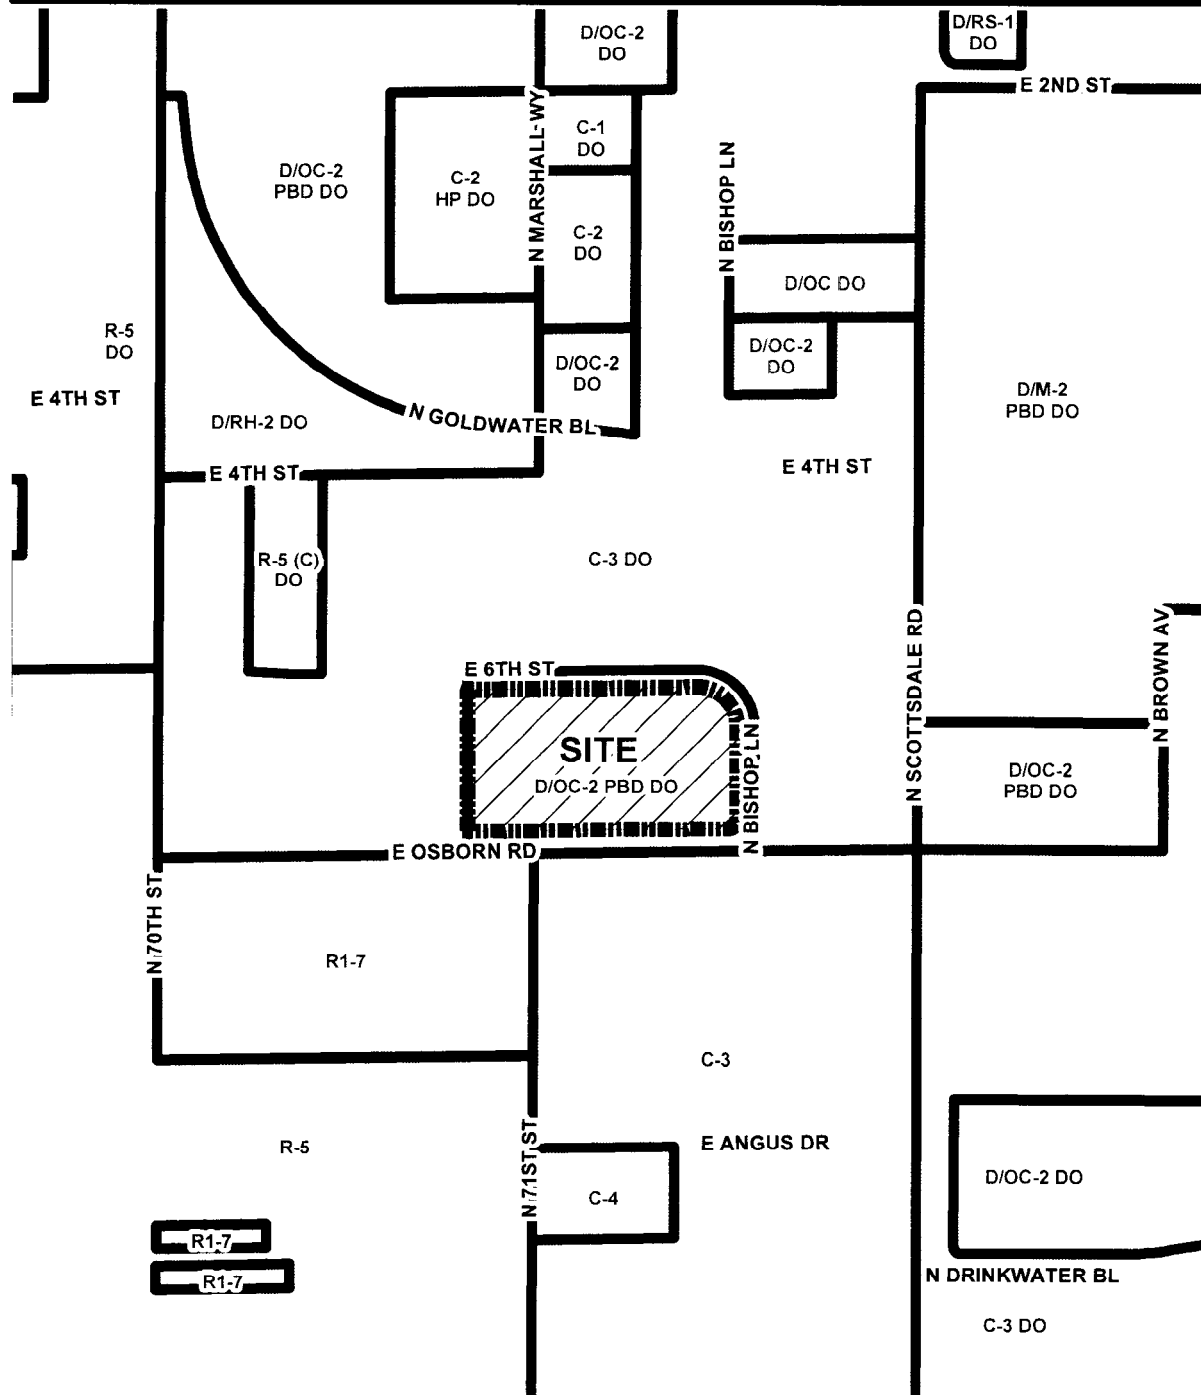 D/OC-2
DO
D/RS-1
DO
E 2ND ST
N MARSHALL WY
C-1
DO
D/OC-2
PBD DO
C-2
HP DO
N BISHOP LN
C-2
DO
D/OC DO
R-5
DO
D/OC-2
DO
D/OC-2
DO
E 4TH ST
D/M-2
PBD DO
D/RH-2 DO
N GOLDWATER BL
E 4TH ST
E 4TH ST
R-5 (C)
DO
C-3 DO
N SCOTTSDALE RD
N BROWN AV
E 6TH ST
SITE
D/OC-2 PBD DO
N BISHOP LN
D/OC-2
PBD DO
E OSBORN RD
N 70TH ST
R1-7
C-3
R-5
N 71ST ST
E ANGUS DR
C-4
D/OC-2 DO
R1-7
R1-7
N DRINKWATER BL
C-3 DO